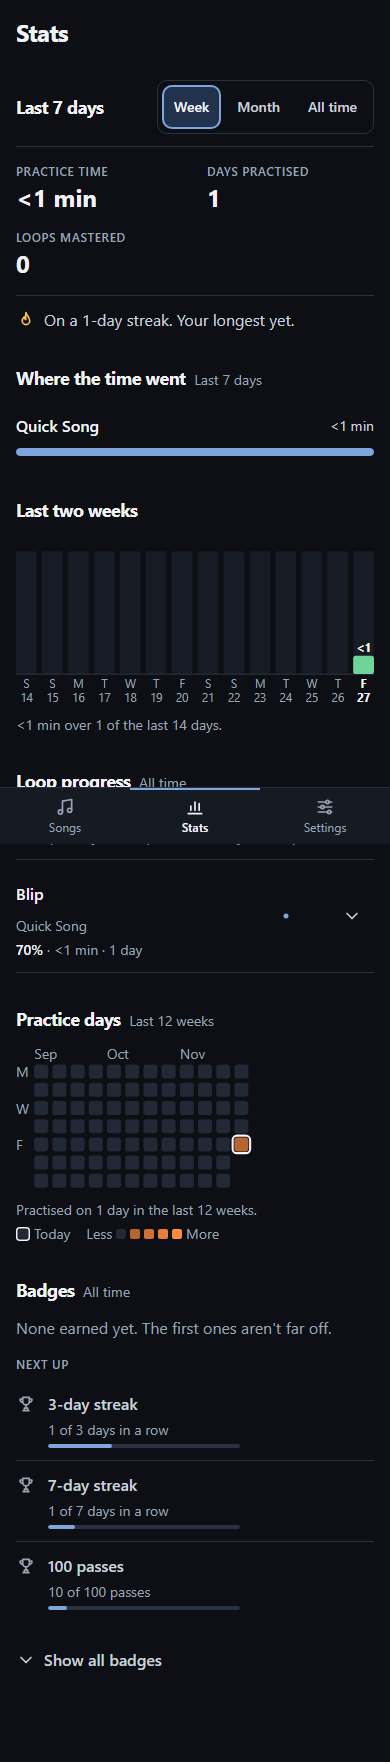 Stats
Last 7 days
Week Month All time
PRACTICE TIME DAYS PRACTISED
<1 min 1
LOOPS MASTERED
0
On a 1-day streak. Your longest yet.
Where the time went Last 7 days
Quick Song <1 min
Last two weeks
<1
S S M T W T F S S M T W T F
14 15 16 17 18 19 20 21 22 23 24 25 26 27
<1 min over 1 of the last 14 days.
Loop progress All time
Songs Stats Settings
Blip
Quick Song
70% · <1 min · 1 day
Practice days Last 12 weeks
Sep Oct Nov
M
W
F
Practised on 1 day in the last 12 weeks.
Today Less More
Badges All time
None earned yet. The first ones aren't far off.
NEXT UP
3-day streak
1 of 3 days in a row
7-day streak
1 of 7 days in a row
100 passes
10 of 100 passes
Show all badges